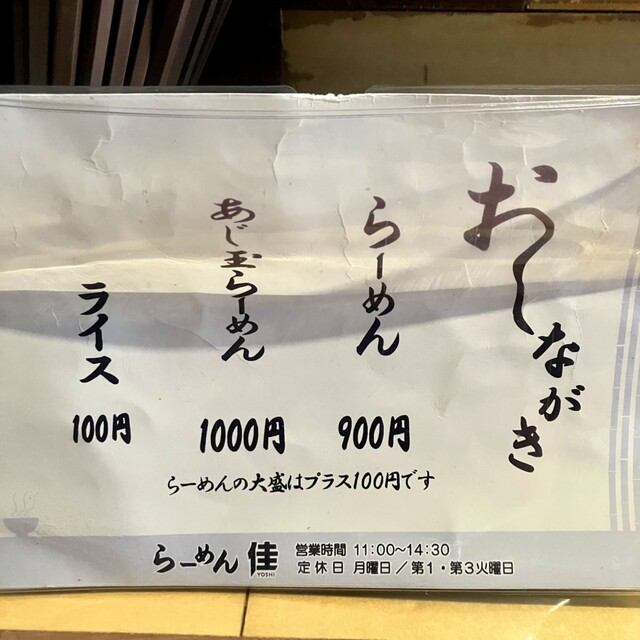 おしながき
らーめん
900円
あじ玉らーめん
1000円
ライス
100円
らーめんの大盛はプラス100円です
らーめん 佳
YOSHI
営業時間 11:00～14:30
定休日 月曜日／第1・第3火曜日